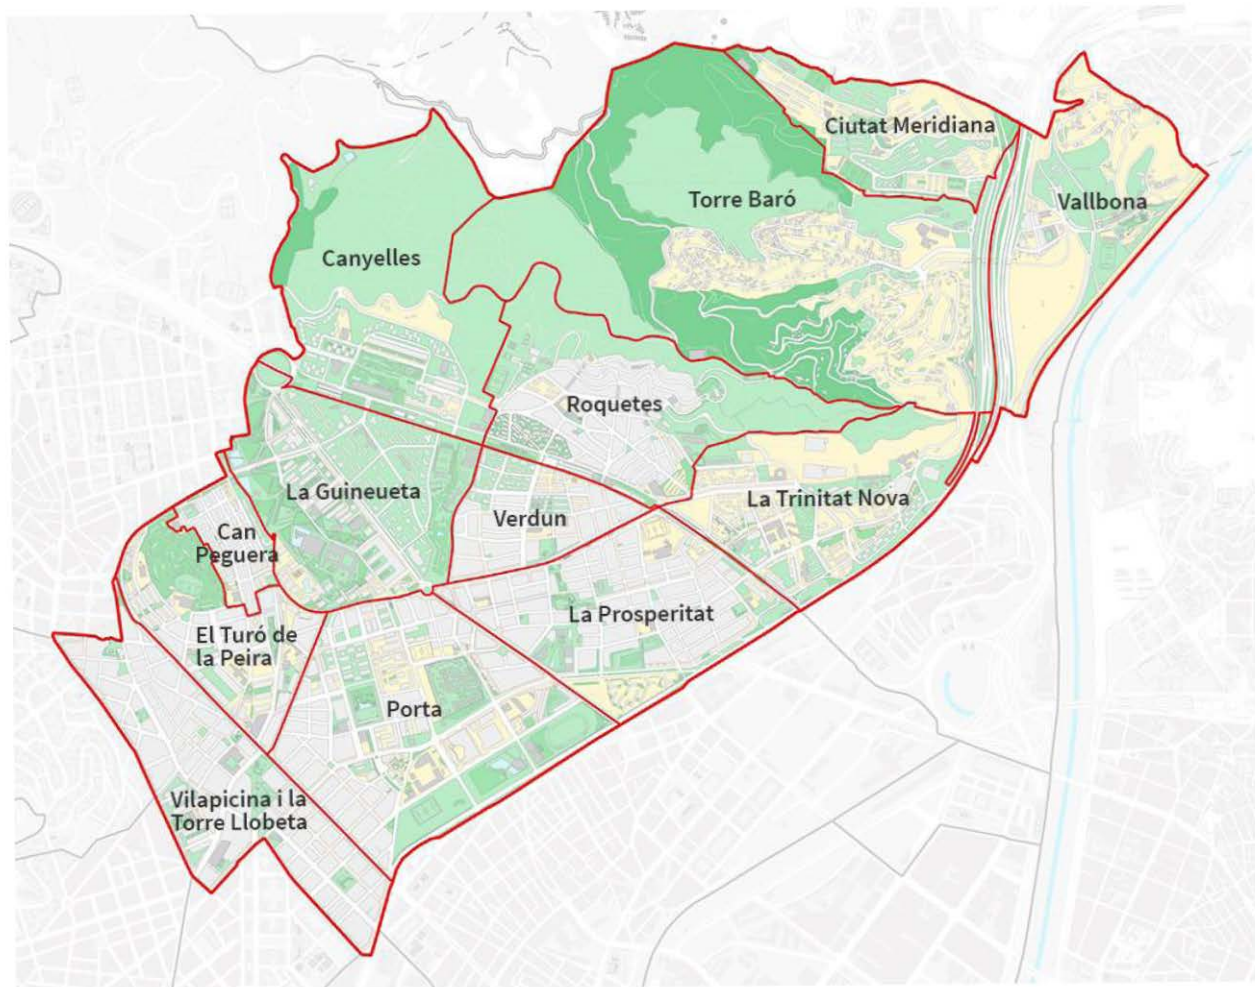 Ciutat Meridiana
Torre Baró
Vallbona
Canyelles
Roquetes
La Guineueta
La Trinitat Nova
Verdun
Can
Peguera
La Prosperitat
El Turó de
la Peira
Porta
Vilapicina i la
Torre Llobeta